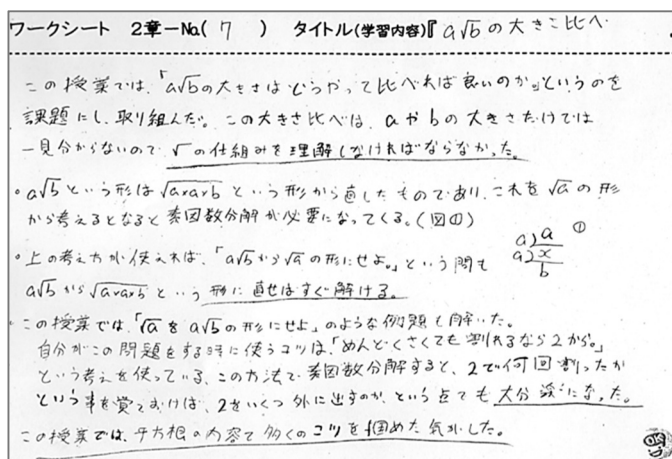 ワークシート 2章-No.( 7 ) タイトル(学習内容)『a√bの大きさ比べ
この授業では、「a√bの大きさはどうやって比べれば良いのか」というのを
課題にし、取り組んだ。この大きさ比べは、aやbの大きさだけでは
一見分からないので、√の仕組みを理解しなければならなかった。
・a√bという形は√a×a×bという形から直したものであり、これを√aの形
から考えるとなると素因数分解が必要になってくる。(図①)
①
a)a
a)x
b
・上の考え方が使えれば、「a√bから√aの形にせよ。」という問も
a√bから√a×a×bという形に直せばすぐ解ける。
・この授業では、「√aをa√bの形にせよ」のような例題も解いた。
自分がこの問題をする時に使うコツは、「めんどくさくても割れるなら2から。」
という考えを使っている。この方法で素因数分解すると、2で何回割ったか
という事を覚えておけば、2をいくつ外に出すのか、という点でも大分楽になった。
この授業では、平方根の内容で多くのコツを掴めた気がした。